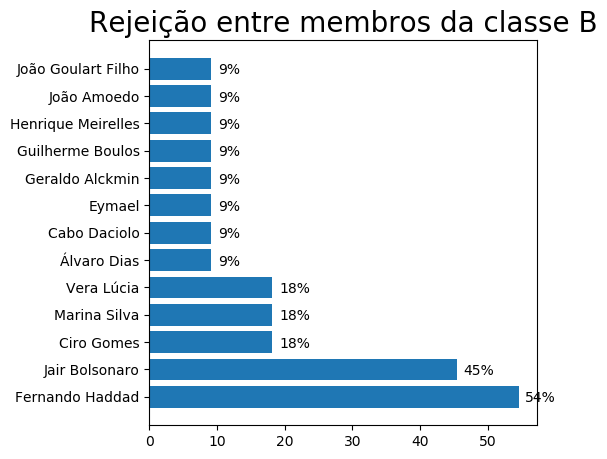 Rejeição entre membros da classe B
João Goulart Filho 9%
João Amoedo 9%
Henrique Meirelles 9%
Guilherme Boulos 9%
Geraldo Alckmin 9%
Eymael 9%
Cabo Daciolo 9%
Álvaro Dias 9%
Vera Lúcia 18%
Marina Silva 18%
Ciro Gomes 18%
Jair Bolsonaro 45%
Fernando Haddad 54%
0 10 20 30 40 50